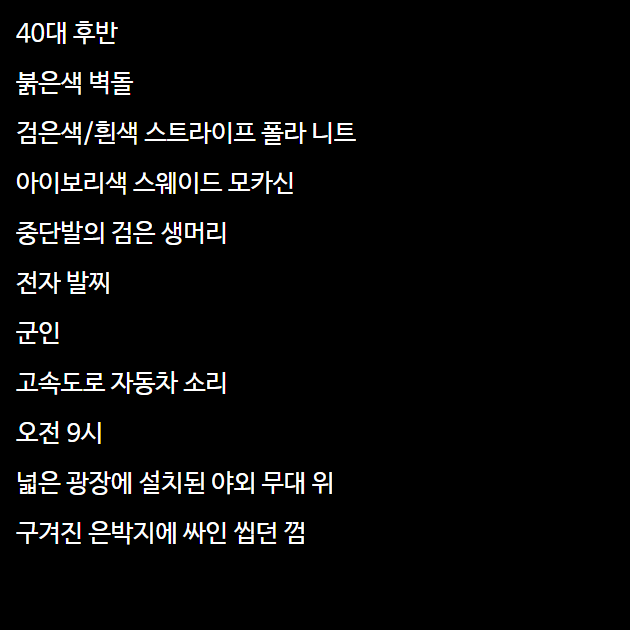 40대 후반
붉은색 벽돌
검은색/흰색 스트라이프 폴라 니트
아이보리색 스웨이드 모카신
중단발의 검은 생머리
전자 발찌
군인
고속도로 자동차 소리
오전 9시
넓은 광장에 설치된 야외 무대 위
구겨진 은박지에 싸인 씹던 껌